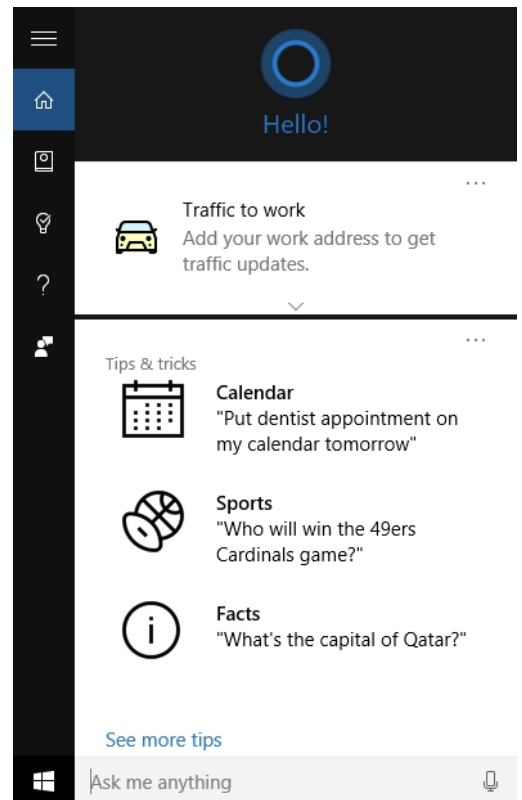 Hello!
Traffic to work
Add your work address to get
traffic updates.
Tips & tricks
Calendar
"Put dentist appointment on
my calendar tomorrow"
Sports
"Who will win the 49ers
Cardinals game?"
Facts
"What's the capital of Qatar?"
See more tips
Ask me anything